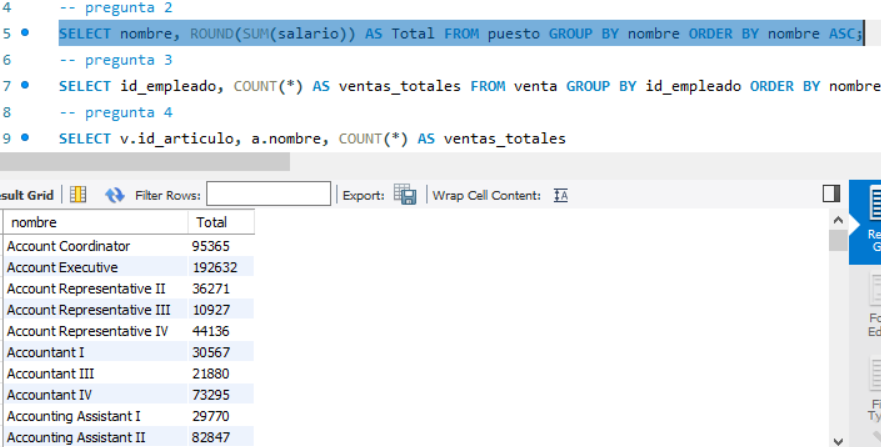 4 -- pregunta 2
5 SELECT nombre, ROUND(SUM(salario)) AS Total FROM puesto GROUP BY nombre ORDER BY nombre ASC;
6 -- pregunta 3
7 SELECT id_empleado, COUNT(*) AS ventas_totales FROM venta GROUP BY id_empleado ORDER BY nombre
8 -- pregunta 4
9 SELECT v.id_articulo, a.nombre, COUNT(*) AS ventas_totales
sult Grid Filter Rows: Export: Wrap Cell Content: IA
nombre Total
Account Coordinator 95365
Account Executive 192632
Account Representative II 36271
Account Representative III 10927
Account Representative IV 44136
Accountant I 30567
Accountant III 21880
Accountant IV 73295
Accounting Assistant I 29770
Accounting Assistant II 82847
Re
G
Fo
Ed
Fi
Ty